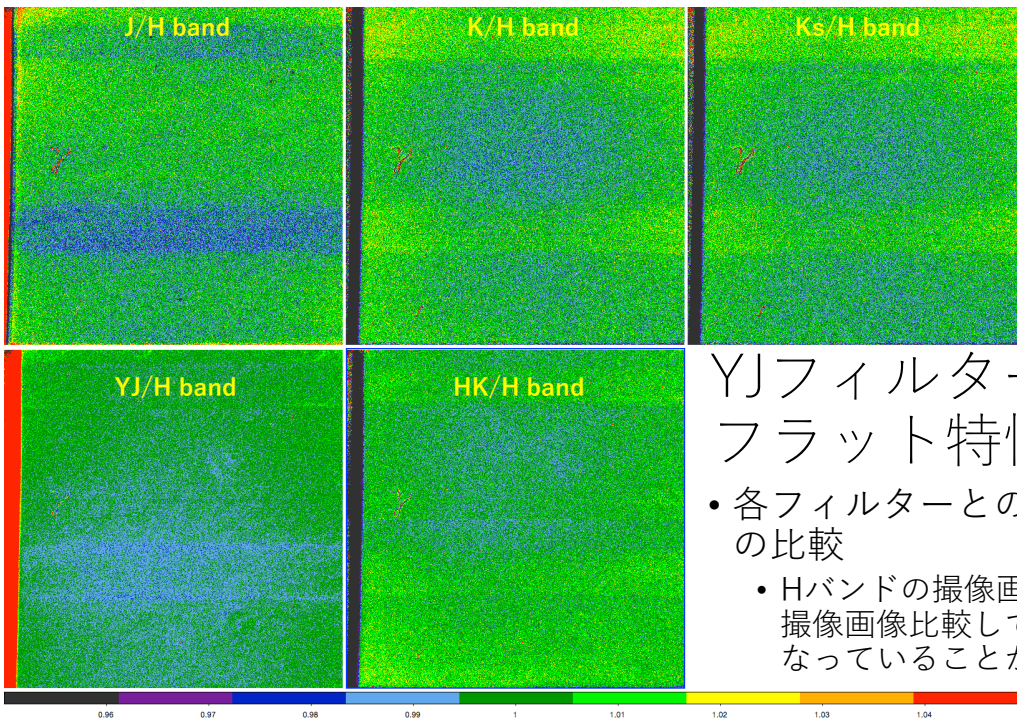 J/H band
K/H band
Ks/H band
YJ/H band
HK/H band
YJフィルター
フラット特
• 各フィルターとの
の比較
• Hバンドの撮像画
撮像画像比較して
なっていることが
0.96 0.97 0.98 0.99 1 1.01 1.02 1.03 1.04